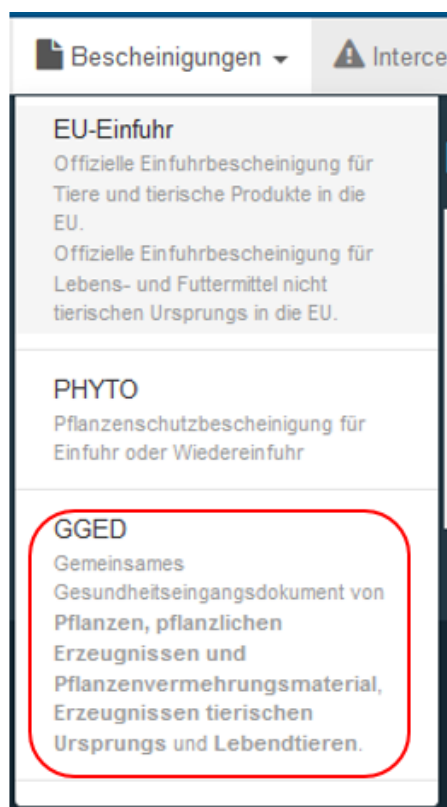 Bescheinigungen
Interce
EU-Einfuhr
Offizielle Einfuhrbescheinigung für
Tiere und tierische Produkte in die
EU.
Offizielle Einfuhrbescheinigung für
Lebens- und Futtermittel nicht
tierischen Ursprungs in die EU.
PHYTO
Pflanzenschutzbescheinigung für
Einfuhr oder Wiedereinfuhr
GGED
Gemeinsames
Gesundheitseingangsdokument von
Pflanzen, pflanzlichen
Erzeugnissen und
Pflanzenvermehrungsmaterial,
Erzeugnissen tierischen
Ursprungs und Lebendtieren.